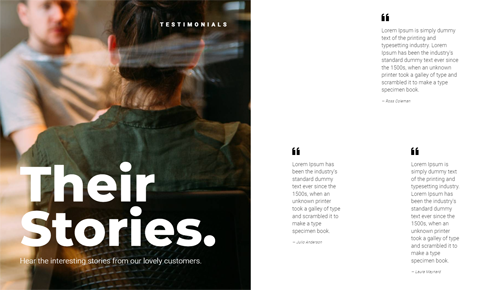 TESTIMONIALS
Their
Stories.
Hear the interesting stories from our lovely customers.
Lorem Ipsum is simply dummy
text of the printing and
typesetting industry. Lorem
Ipsum has been the industry's
standard dummy text ever since
the 1500s, when an unknown
printer took a galley of type and
scrambled it to make a type
specimen book.
– Ross Coleman
Lorem Ipsum has
been the industry's
standard dummy
text ever since the
1500s, when an
unknown printer
took a galley of type
and scrambled it to
make a type
specimen book.
– Julia Anderson
Lorem Ipsum is
simply dummy text
of the printing and
typesetting industry.
Lorem Ipsum has
been the industry's
standard dummy
text ever since the
1500s, when an
unknown printer
took a galley of type
and scrambled it to
make a type
specimen book.
– Laura Maynard